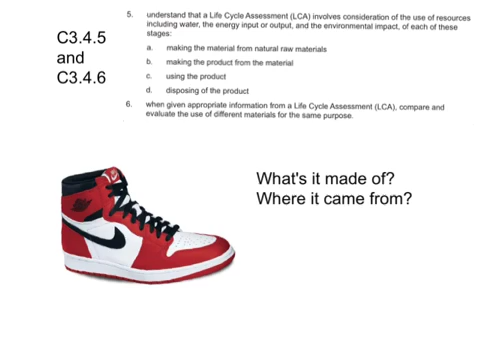 C3.4.5
and
C3.4.6
5. understand that a Life Cycle Assessment (LCA) involves consideration of the use of resources
including water, the energy input or output, and the environmental impact, of each of these
stages:
a. making the material from natural raw materials
b. making the product from the material
c. using the product
d. disposing of the product
6. when given appropriate information from a Life Cycle Assessment (LCA), compare and
evaluate the use of different materials for the same purpose.
What's it made of?
Where it came from?